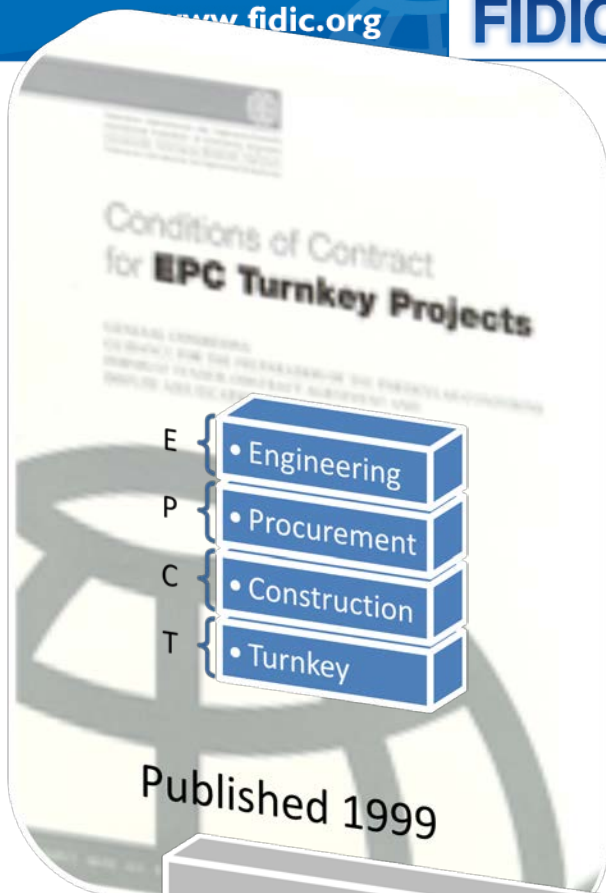 www.fidic.org
FIDIC
Conditions of Contract
for EPC Turnkey Projects
E
• Engineering
P
• Procurement
C
• Construction
T
• Turnkey
Published 1999